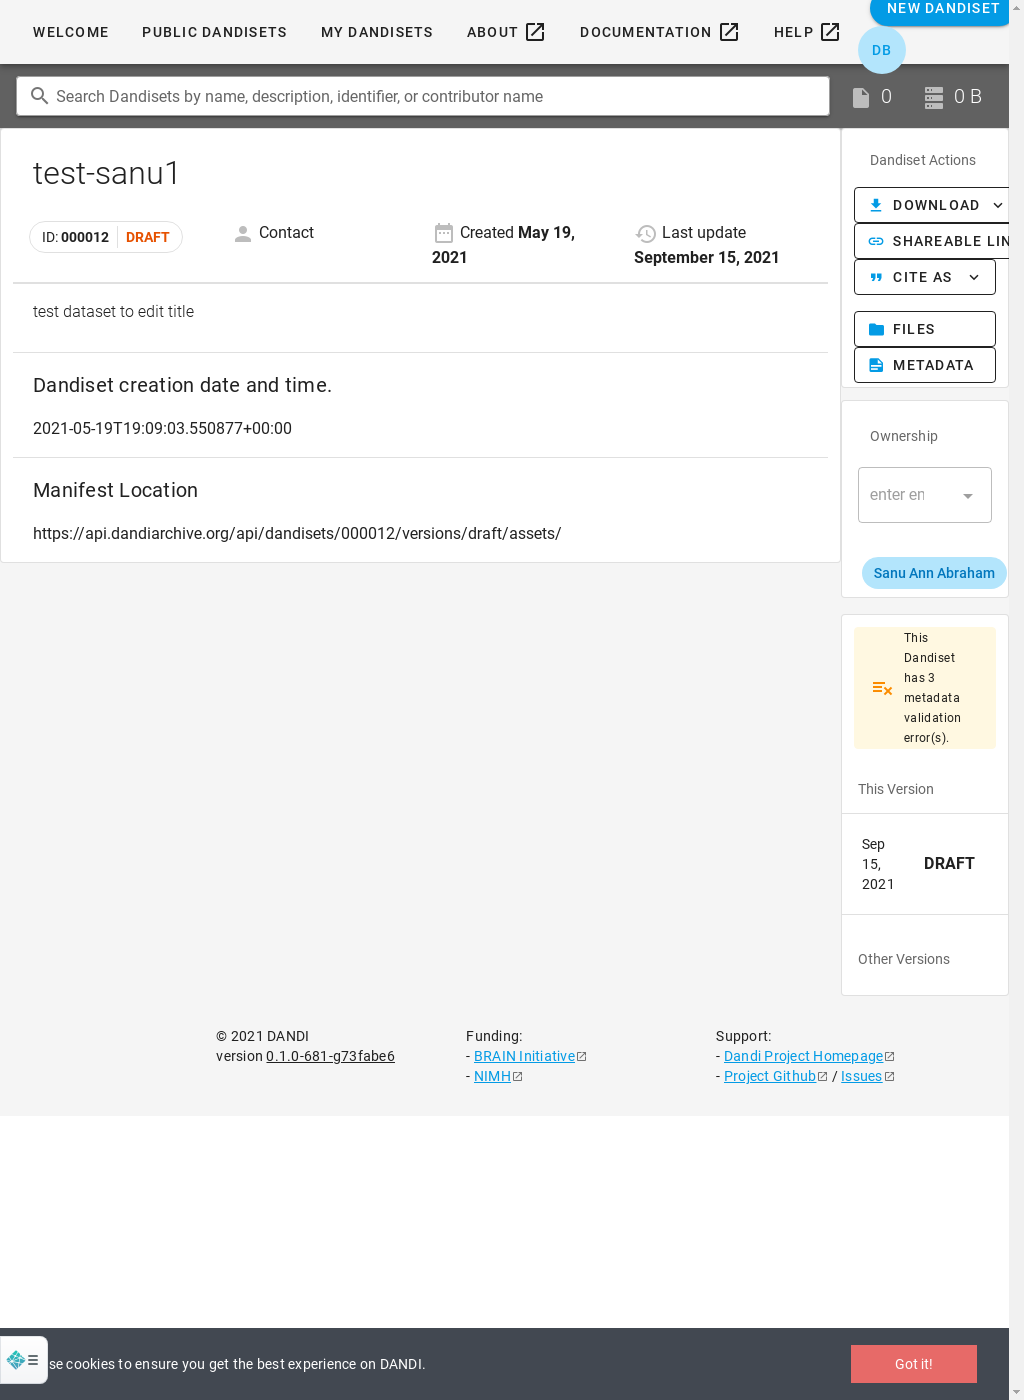 WELCOME
PUBLIC DANDISETS
MY DANDISETS
ABOUT
DOCUMENTATION
HELP
NEW DANDISET
DB
Search Dandisets by name, description, identifier, or contributor name
0
0 B
test-sanu1
ID: 000012 DRAFT
Contact
Created May 19,
2021
Last update
September 15, 2021
test dataset to edit title
Dandiset creation date and time.
2021-05-19T19:09:03.550877+00:00
Manifest Location
https://api.dandiarchive.org/api/dandisets/000012/versions/draft/assets/
Dandiset Actions
DOWNLOAD
SHAREABLE LIN
CITE AS
FILES
METADATA
Ownership
enter en
Sanu Ann Abraham
This
Dandiset
has 3
metadata
validation
error(s).
This Version
Sep
15,
2021
DRAFT
Other Versions
© 2021 DANDI
version 0.1.0-681-g73fabe6
Funding:
- BRAIN Initiative
- NIMH
Support:
- Dandi Project Homepage
- Project Github / Issues
se cookies to ensure you get the best experience on DANDI.
Got it!